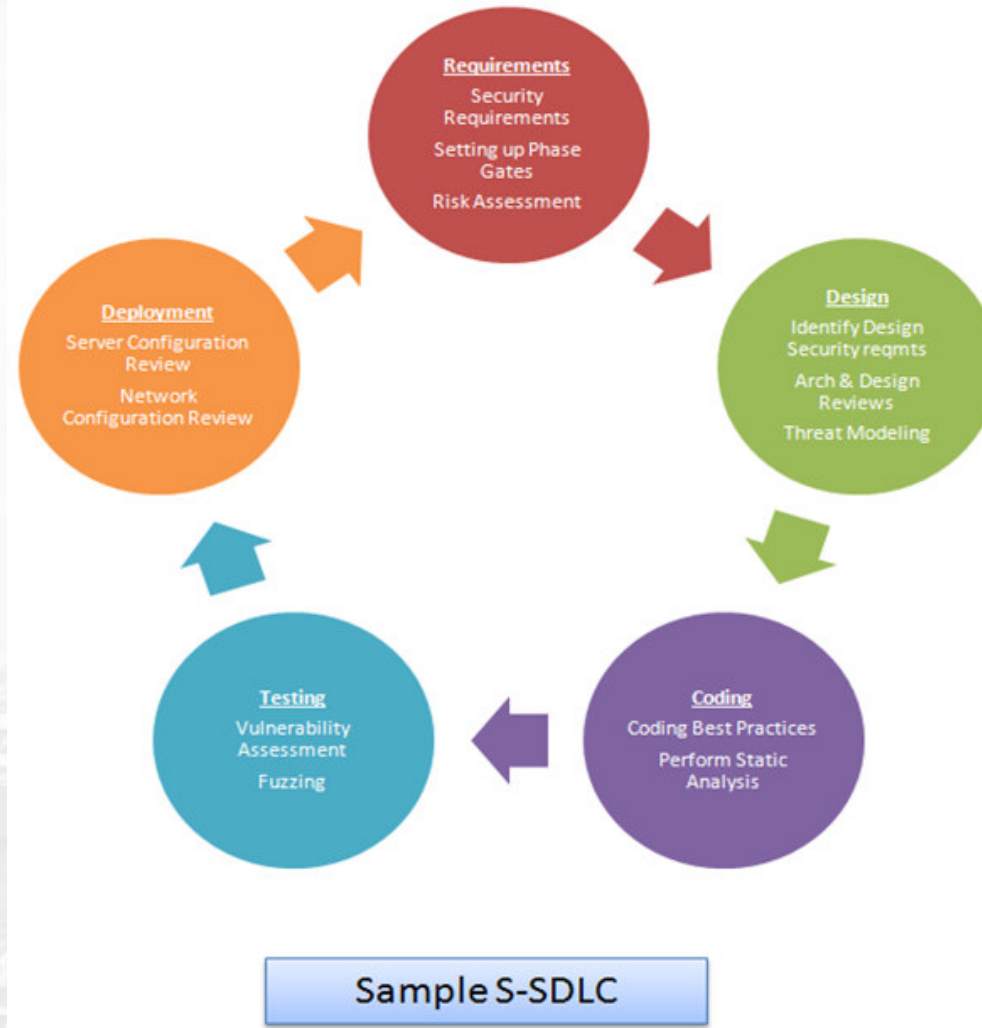 Requirements
Security
Requirements
Setting up Phase
Gates
Risk Assessment
Design
Identify Design
Security reqmts
Arch & Design
Reviews
Threat Modeling
Coding
Coding Best Practices
Perform Static
Analysis
Testing
Vulnerability
Assessment
Fuzzing
Deployment
Server Configuration
Review
Network
Configuration Review
Sample S-SDLC